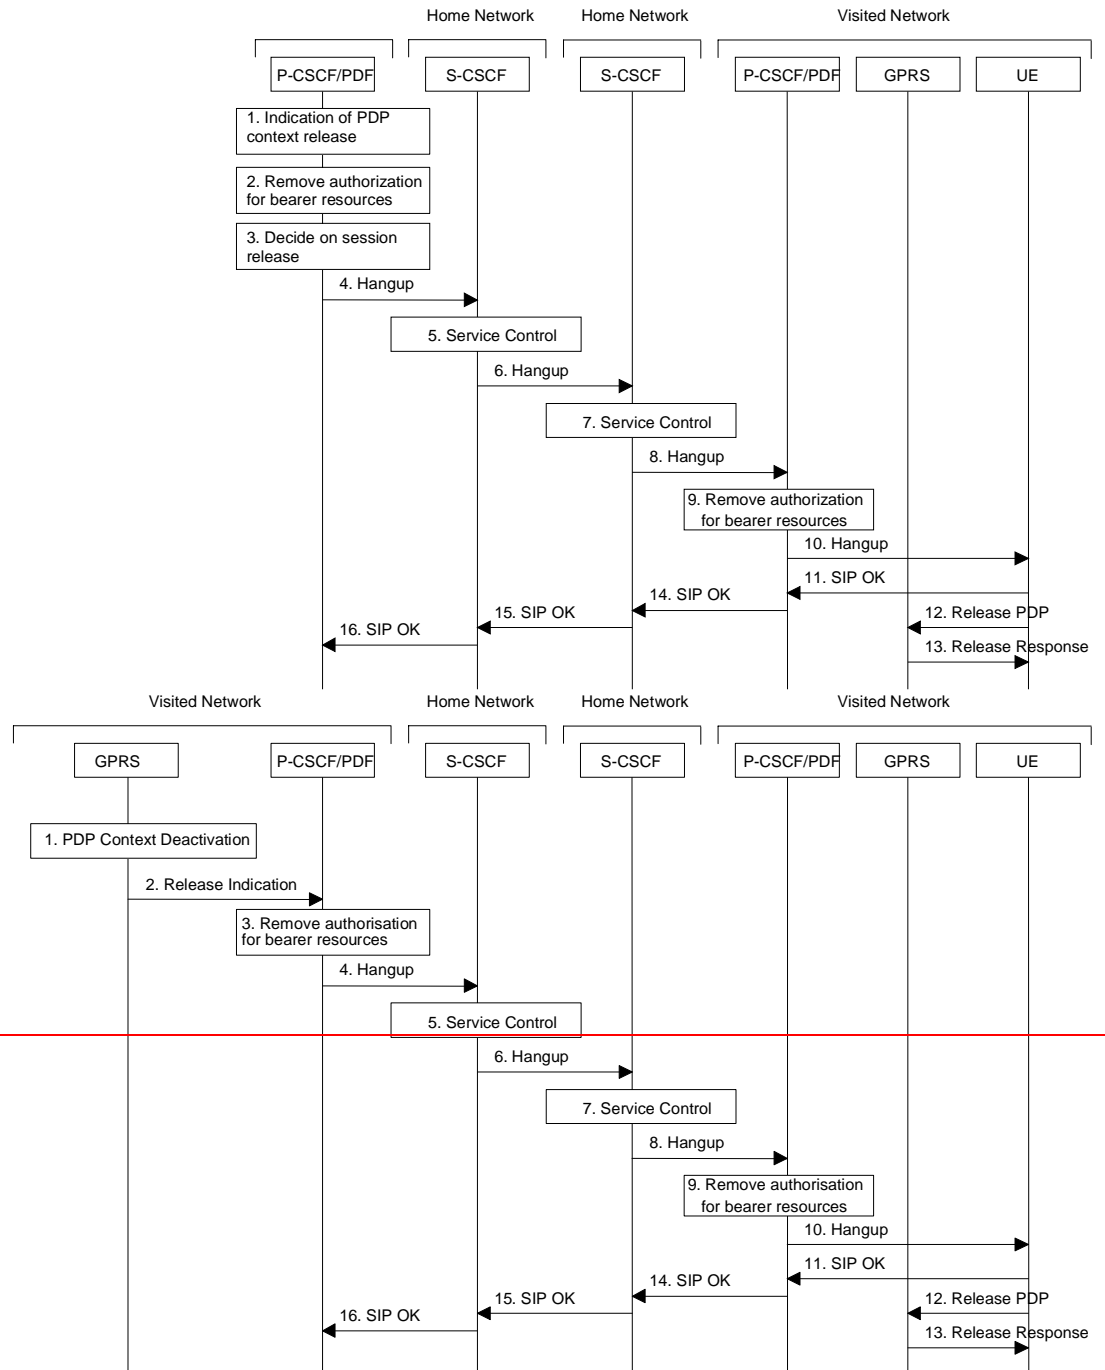 Home Network Home Network Visited Network
P-CSCF/PDF S-CSCF S-CSCF P-CSCF/PDF GPRS UE
1. Indication of PDP
context release
2. Remove authorization
for bearer resources
3. Decide on session
release
4. Hangup
5. Service Control
6. Hangup
7. Service Control
8. Hangup
9. Remove authorization
for bearer resources
10. Hangup
11. SIP OK
14. SIP OK
12. Release PDP
15. SIP OK
16. SIP OK
13. Release Response
Visited Network Home Network Home Network Visited Network
GPRS P-CSCF/PDF S-CSCF S-CSCF P-CSCF/PDF GPRS UE
1. PDP Context Deactivation
2. Release Indication
3. Remove authorisation
for bearer resources
4. Hangup
5. Service Control
6. Hangup
7. Service Control
8. Hangup
9. Remove authorisation
for bearer resources
10. Hangup
11. SIP OK
14. SIP OK
12. Release PDP
15. SIP OK
16. SIP OK
13. Release Response